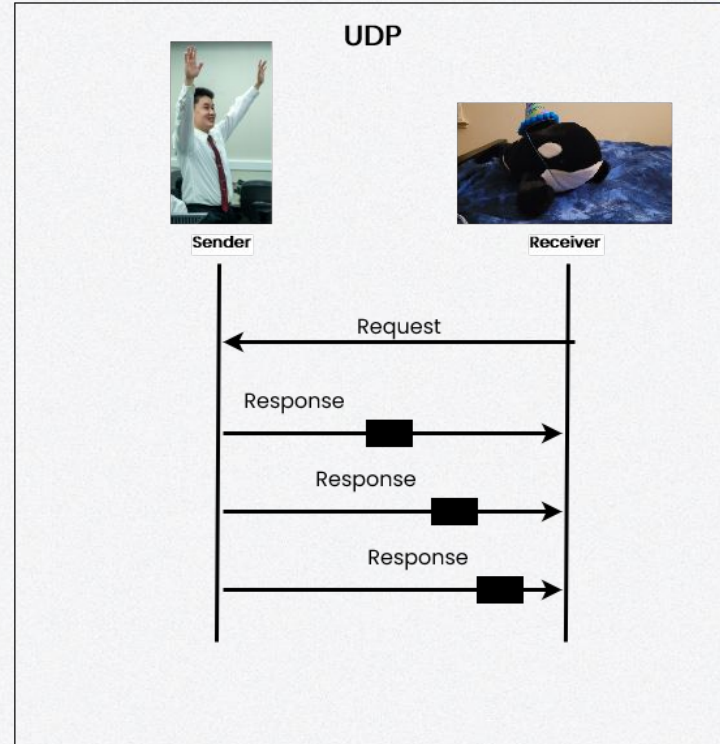 UDP
Sender
Receiver
Request
Response
Response
Response